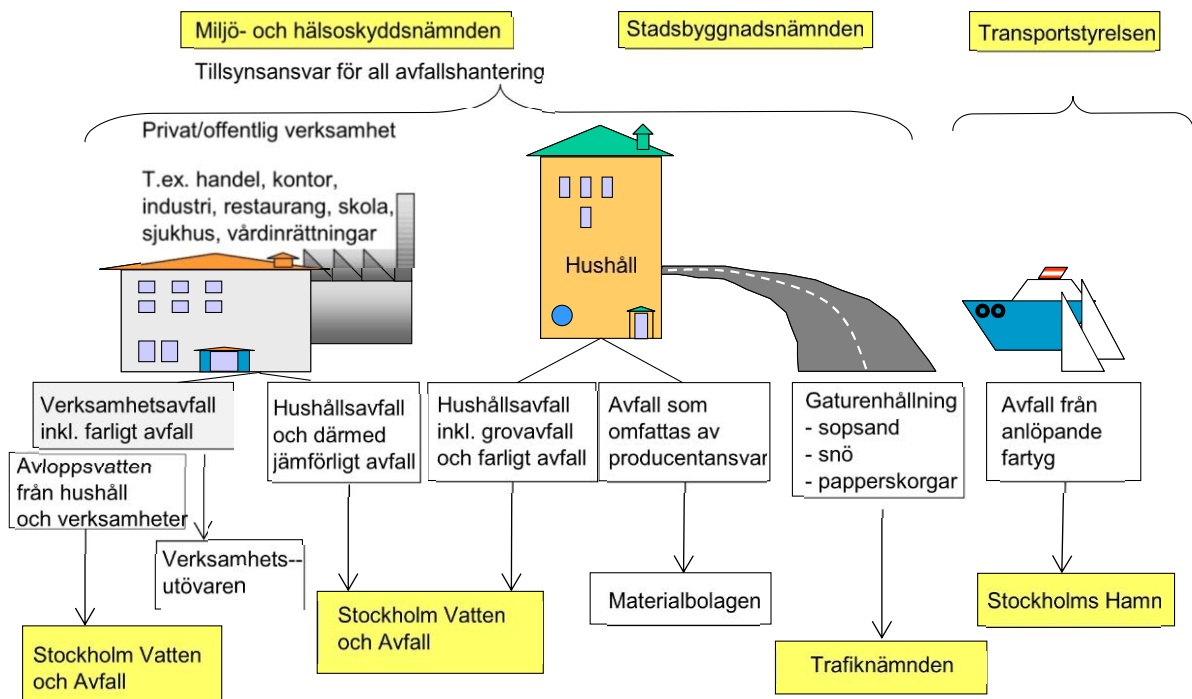 Miljö- och hälsoskyddsnämnden
Stadsbyggnadsnämnden
Transportstyrelsen
Tillsynsansvar för all avfallshantering
Privat/offentlig verksamhet
T.ex. handel, kontor,
industri, restaurang, skola,
sjukhus, vårdinrättningar
Hushåll
Verksamhetsavfall
inkl. farligt avfall
Hushållsavfall
och därmed
jämförligt avfall
Hushållsavfall
inkl. grovavfall
och farligt avfall
Avfall som
omfattas av
producentansvar
Gaturenhållning
- sopsand
- snö
- papperskorgar
Avfall från
anlöpande
fartyg
Avloppsvatten
från hushåll
och verksamheter
Verksamhets--
utövaren
Stockholm Vatten
och Avfall
Stockholm Vatten
och Avfall
Materialbolagen
Trafiknämnden
Stockholms Hamn